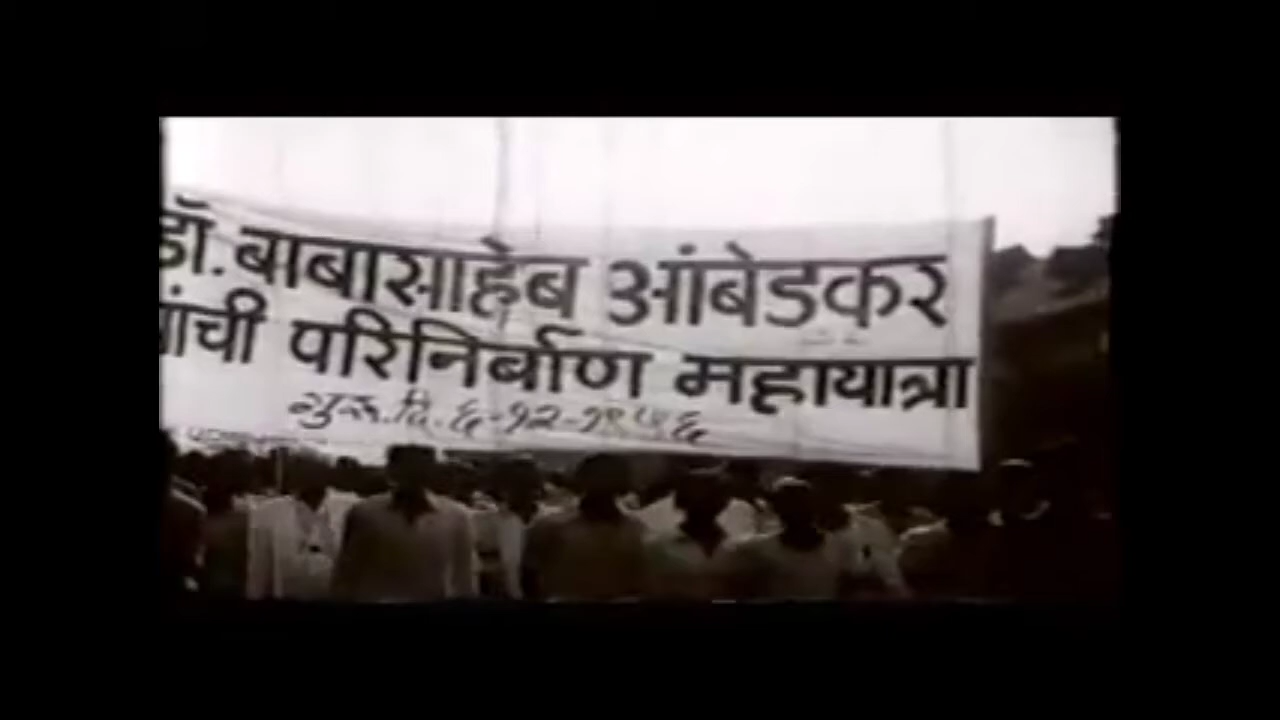 डॉ. बाबासाहेब आंबेडकर
यांची परिनिर्वाण महायात्रा
गुरू. दि. ६-१२-१९५६